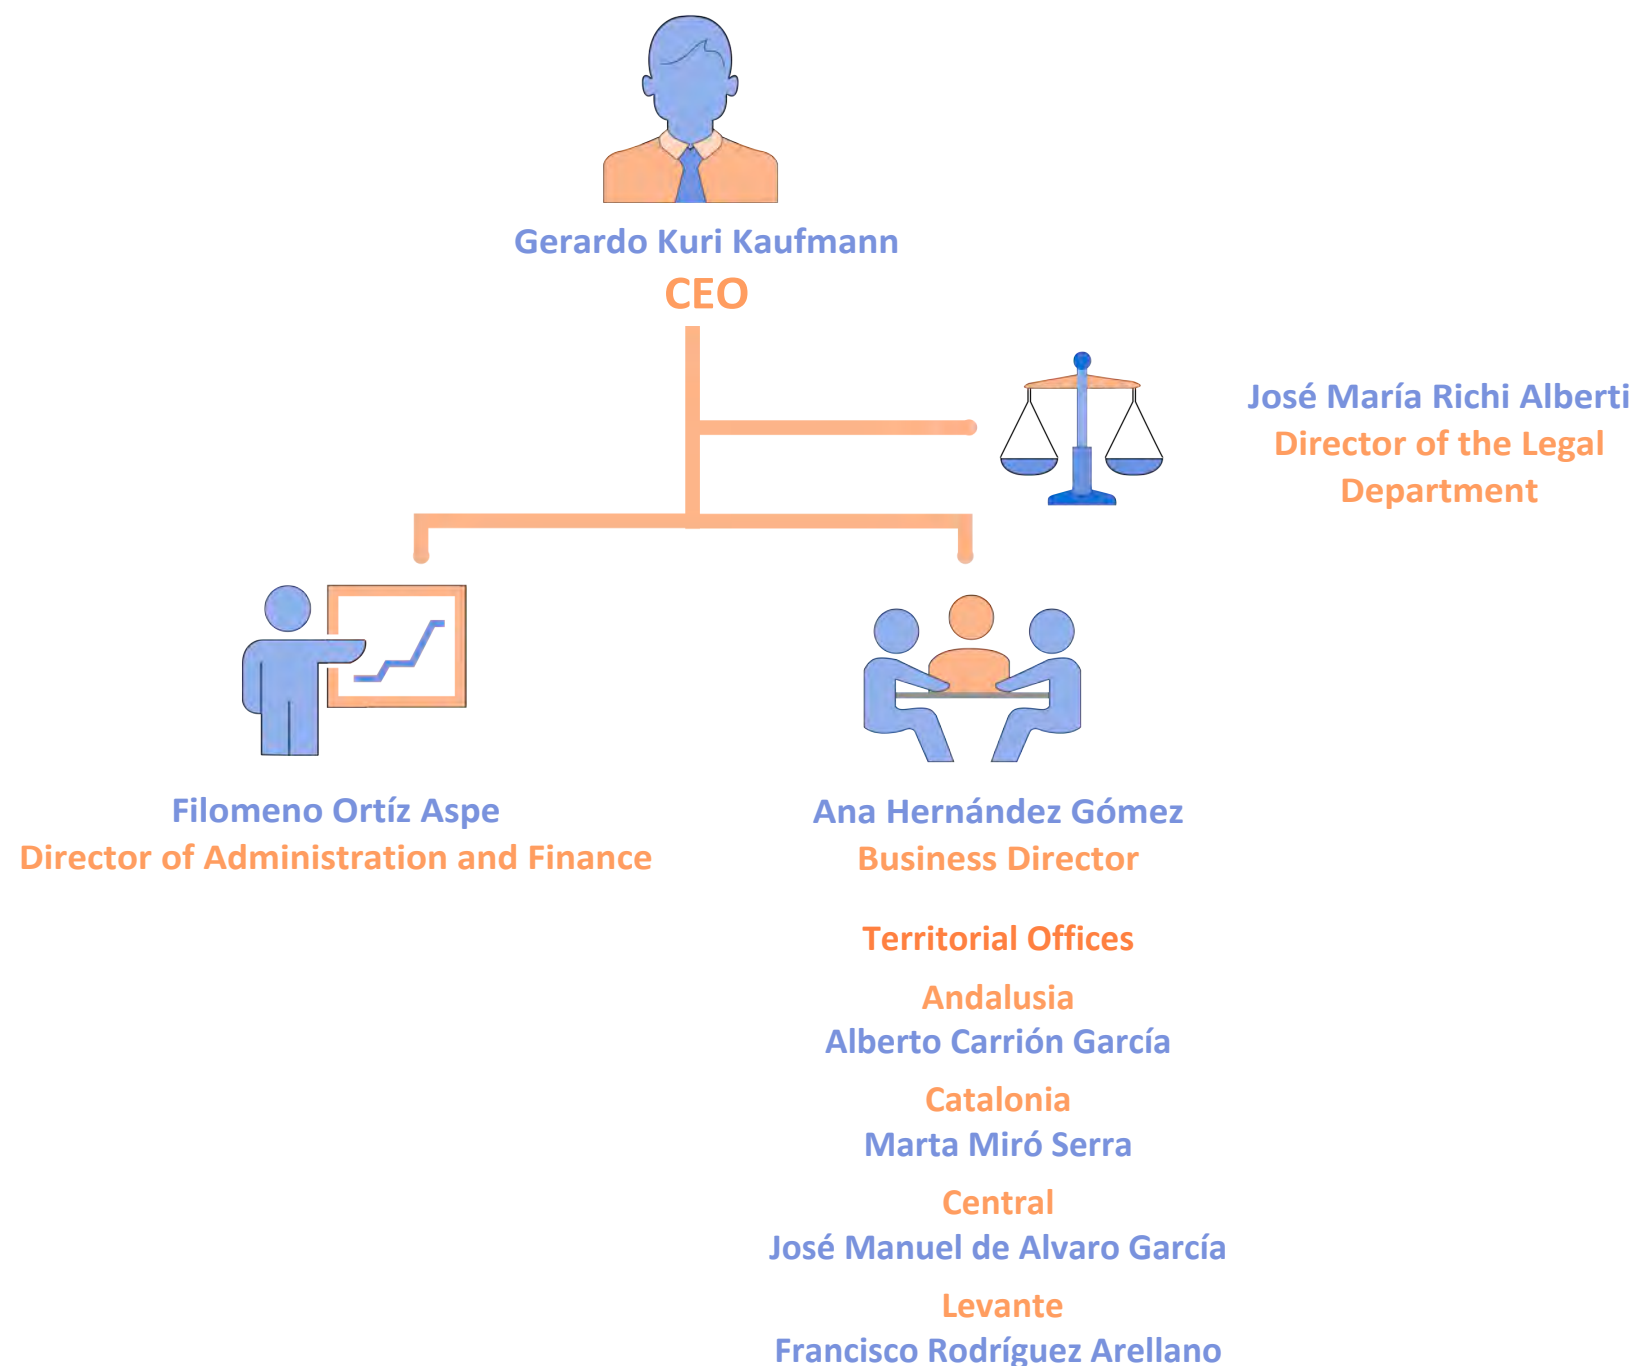 Gerardo Kuri Kaufmann
CEO
José María Richi Alberti
Director of the Legal
Department
Filomeno Ortíz Aspe
Director of Administration and Finance
Ana Hernández Gómez
Business Director
Territorial Offices
Andalusia
Alberto Carrión García
Catalonia
Marta Miró Serra
Central
José Manuel de Alvaro García
Levante
Francisco Rodríguez Arellano